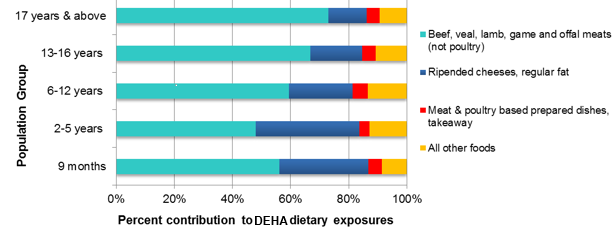 17 years & above
13-16 years
6-12 years
2-5 years
9 months
Population Group
0%
20%
40%
60%
80%
100%
Percent contribution to DEHA dietary exposures
Beef, veal, lamb, game and offal meats
(not poultry)
Ripended cheeses, regular fat
Meat & poultry based prepared dishes,
takeaway
All other foods